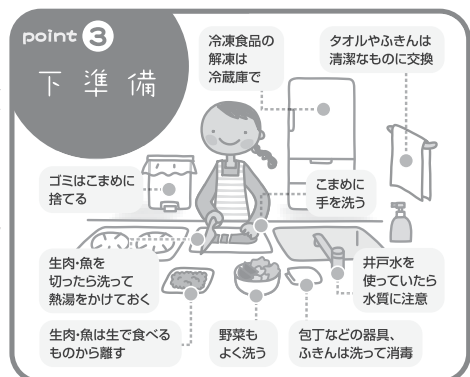 point 3
下準備
冷凍食品の
解凍は
冷蔵庫で
タオルやふきんは
清潔なものに交換
ゴミはこまめに
捨てる
こまめに
手を洗う
生肉・魚を
切ったら洗って
熱湯をかけておく
井戸水を
使っていたら
水質に注意
生肉・魚は生で食べる
ものから離す
野菜も
よく洗う
包丁などの器具、
ふきんは洗って消毒